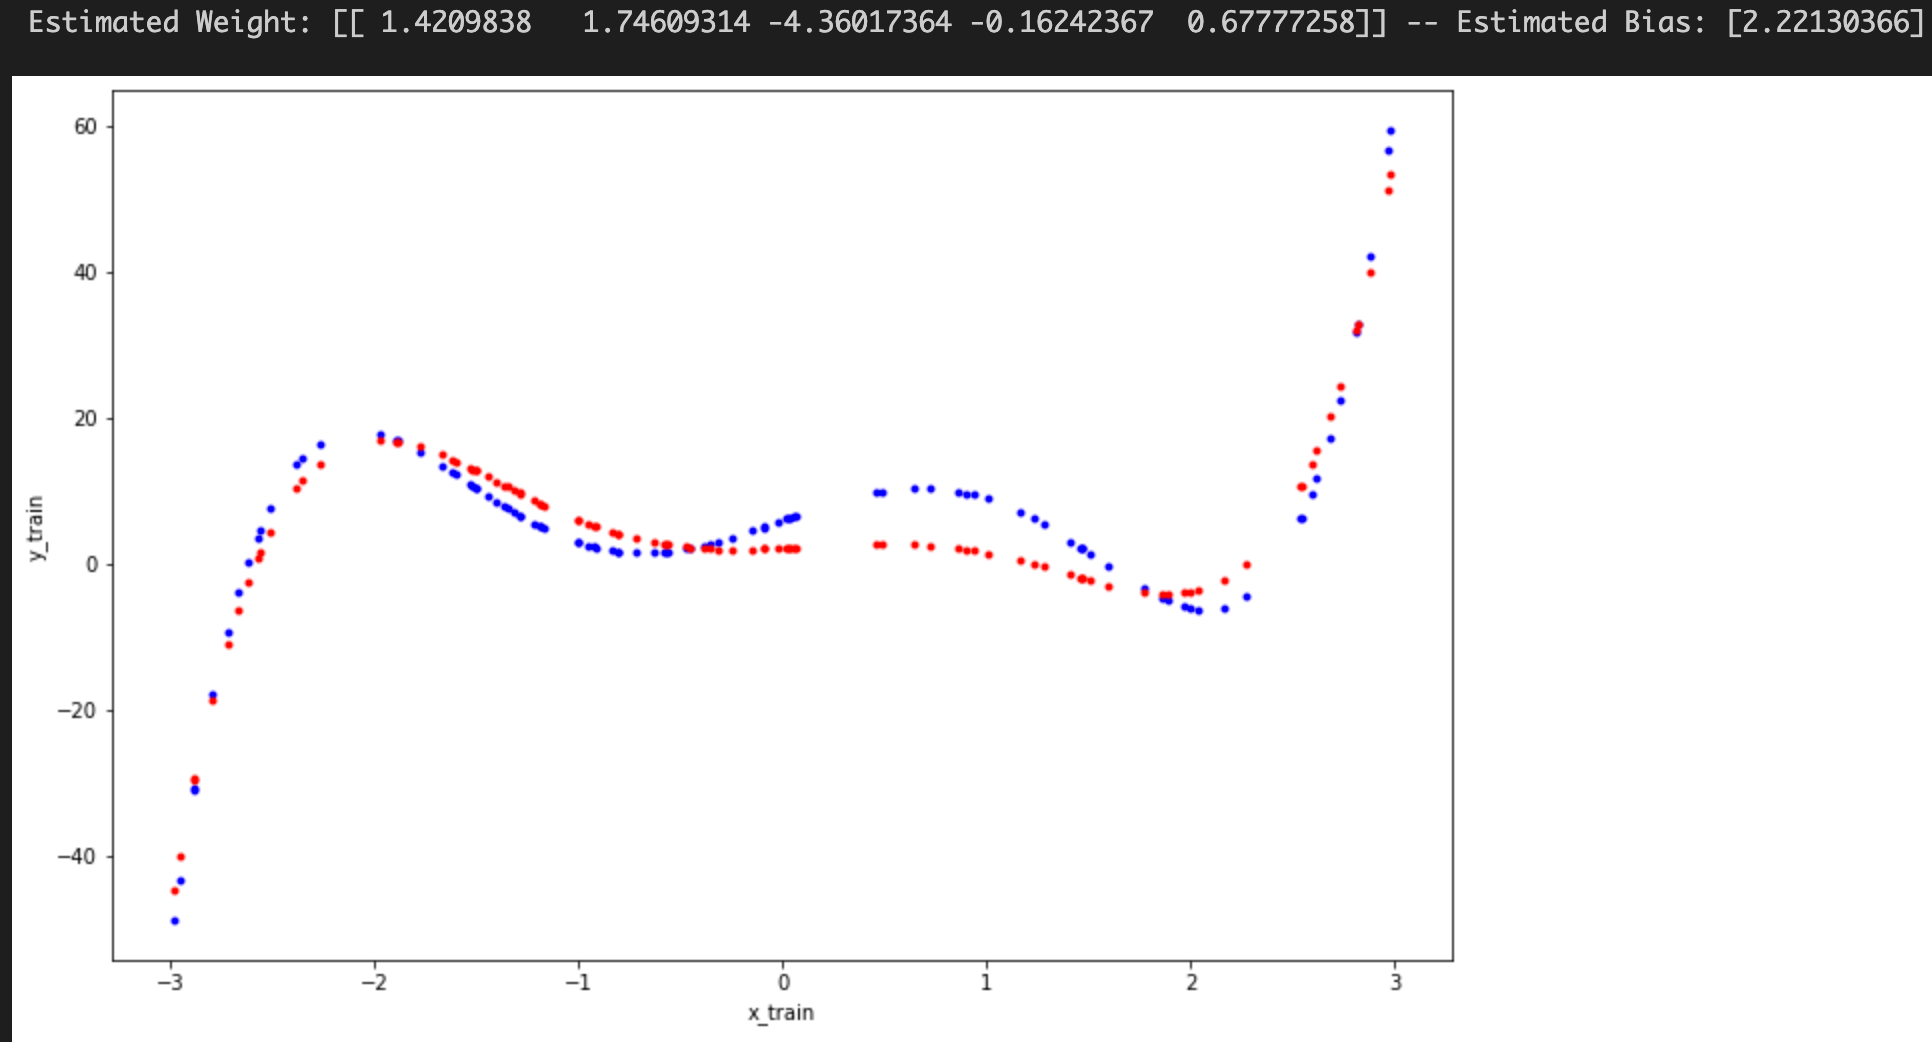 Estimated Weight: [[ 1.4209838   1.74609314 -4.36017364 -0.16242367  0.67777258]] -- Estimated Bias: [2.22130366]
60
40
20
0
−20
−40
y_train
−3 −2 −1 0 1 2 3
x_train